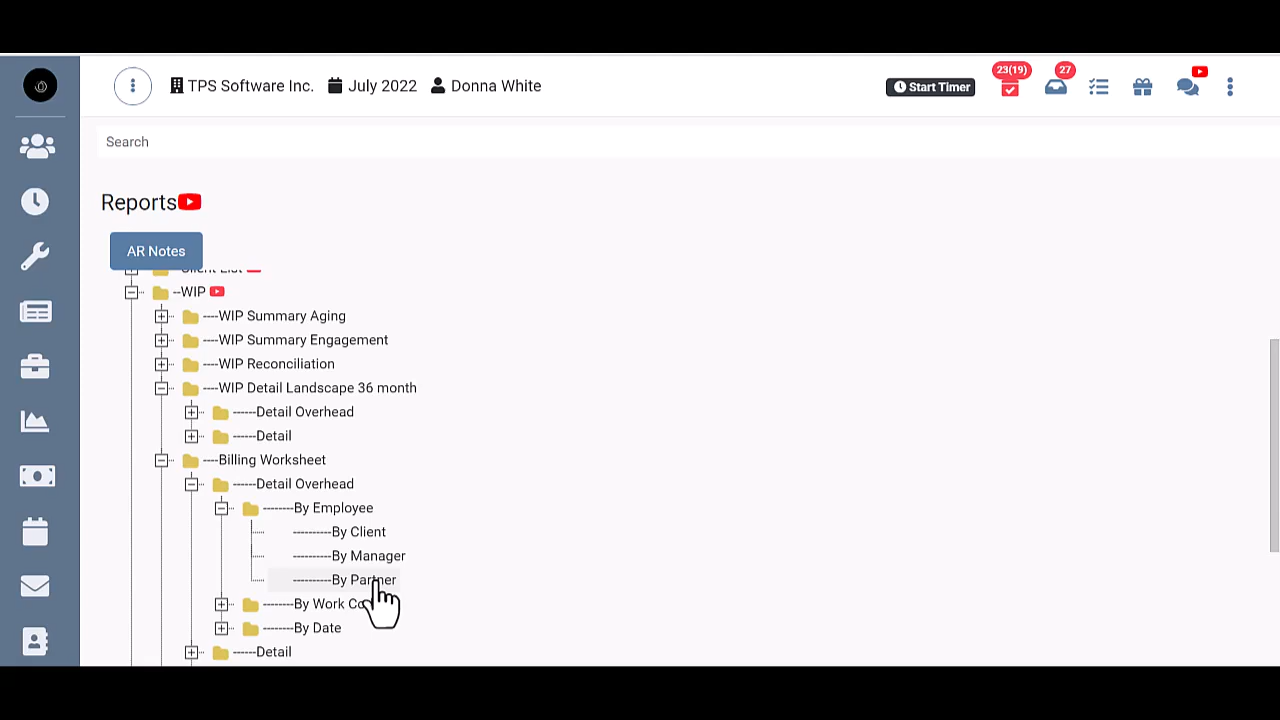 TPS Software Inc. July 2022 Donna White Start Timer 23(19) 27
Search
Reports
AR Notes
--Client List
--WIP
----WIP Summary Aging
----WIP Summary Engagement
----WIP Reconciliation
----WIP Detail Landscape 36 month
------Detail Overhead
------Detail
----Billing Worksheet
------Detail Overhead
--------By Employee
----------By Client
----------By Manager
----------By Partner
--------By Work
--------By Date
------Detail